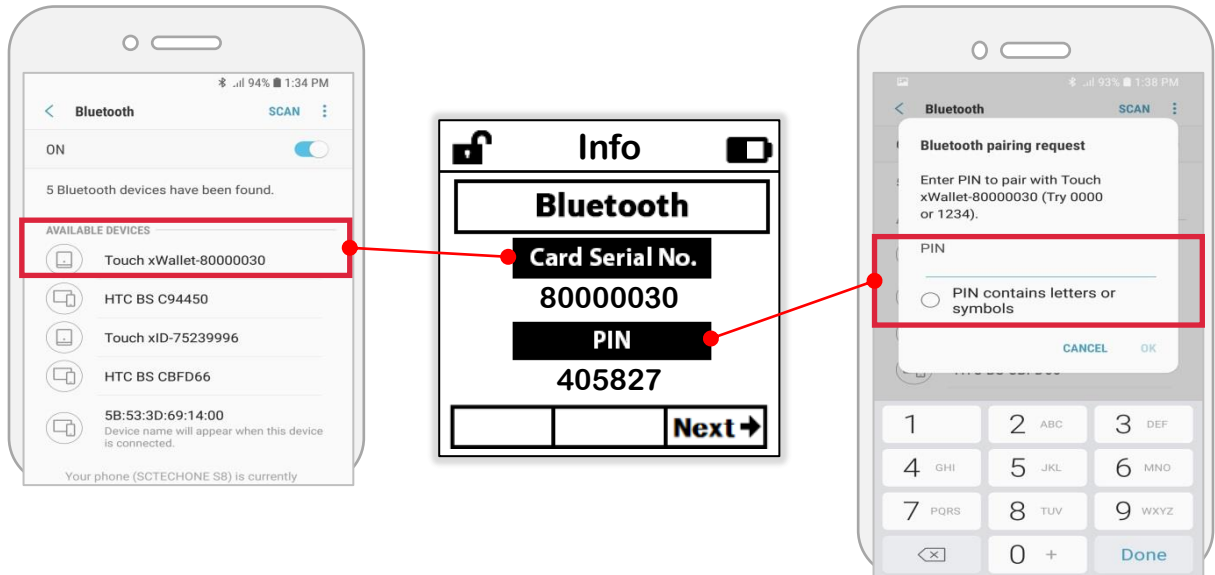 94% 1:34 PM
< Bluetooth SCAN
ON
5 Bluetooth devices have been found.
AVAILABLE DEVICES
Touch xWallet-80000030
HTC BS C94450
Touch xID-75239996
HTC BS CBFD66
5B:53:3D:69:14:00
Device name will appear when this device
is connected.
Your phone (SCTECHONE S8) is currently
Info
Bluetooth
Card Serial No.
80000030
PIN
405827
Next→
93% 1:38 PM
< Bluetooth SCAN
Bluetooth pairing request
Enter PIN to pair with Touch
xWallet-80000030 (Try 0000
or 1234).
PIN
PIN contains letters or
symbols
CANCEL OK
1 2 ABC 3 DEF
4 GHI 5 JKL 6 MNO
7 PQRS 8 TUV 9 WXYZ
0 + Done